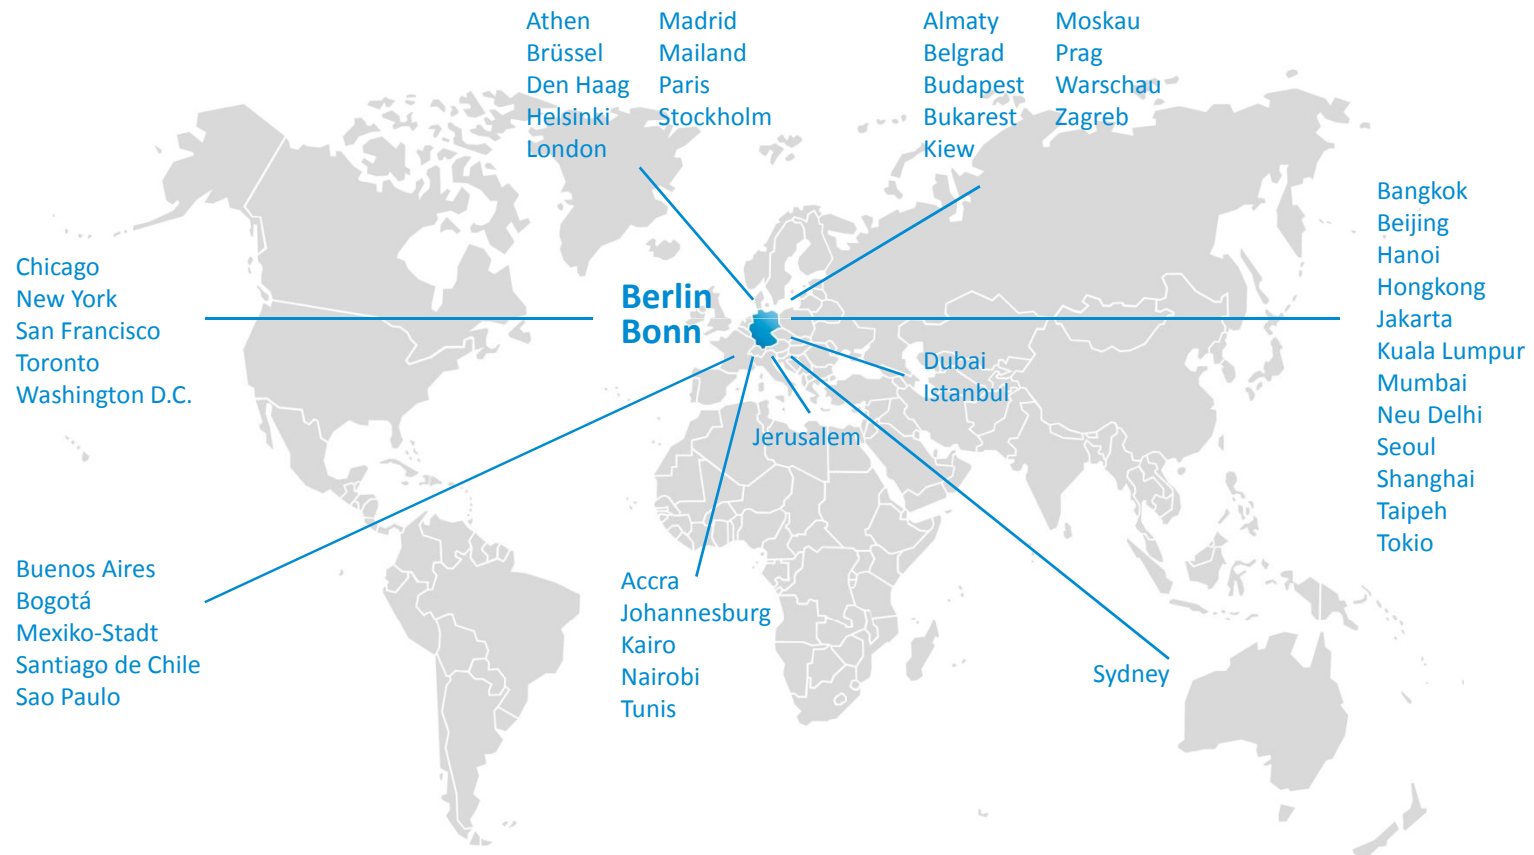 Athen
Brüssel
Den Haag
Helsinki
London
Madrid
Mailand
Paris
Stockholm
Almaty
Belgrad
Budapest
Bukarest
Kiew
Moskau
Prag
Warschau
Zagreb
Chicago
New York
San Francisco
Toronto
Washington D.C.
Berlin
Bonn
Bangkok
Beijing
Hanoi
Hongkong
Jakarta
Kuala Lumpur
Mumbai
Neu Delhi
Seoul
Shanghai
Taipeh
Tokio
Dubai
Istanbul
Jerusalem
Buenos Aires
Bogotá
Mexiko-Stadt
Santiago de Chile
Sao Paulo
Accra
Johannesburg
Kairo
Nairobi
Tunis
Sydney